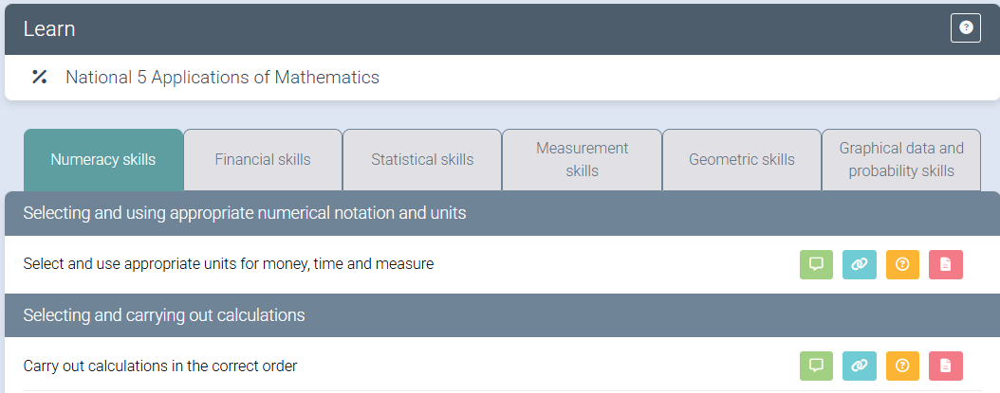 Learn
National 5 Applications of Mathematics
Numeracy skills
Financial skills
Statistical skills
Measurement
skills
Geometric skills
Graphical data and
probability skills
Selecting and using appropriate numerical notation and units
Select and use appropriate units for money, time and measure
Selecting and carrying out calculations
Carry out calculations in the correct order